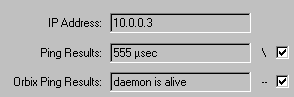 IP Address: 10.0.0.3
Ping Results: 555 µsec \
Orbix Ping Results: daemon is alive --